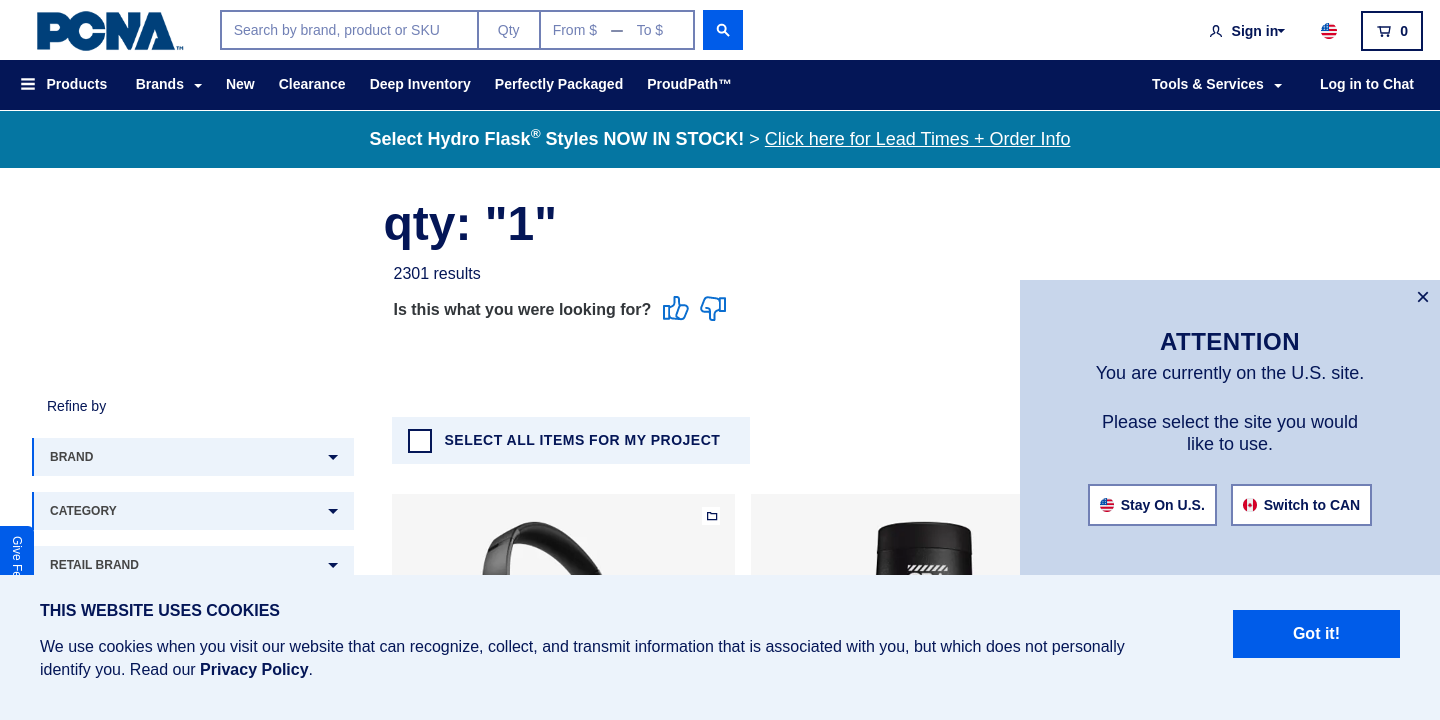 PCNA™
Search by brand, product or SKU
Qty
From $ — To $
Sign in
0
Products
Brands
New
Clearance
Deep Inventory
Perfectly Packaged
ProudPath™
Tools & Services
Log in to Chat
Select Hydro Flask® Styles NOW IN STOCK! > Click here for Lead Times + Order Info
qty: "1"
2301 results
Is this what you were looking for?
×
ATTENTION
You are currently on the U.S. site.
Please select the site you would
like to use.
Stay On U.S.
Switch to CAN
Refine by
BRAND
CATEGORY
RETAIL BRAND
SELECT ALL ITEMS FOR MY PROJECT
THIS WEBSITE USES COOKIES
We use cookies when you visit our website that can recognize, collect, and transmit information that is associated with you, but which does not personally
identify you. Read our Privacy Policy.
Got it!
Give